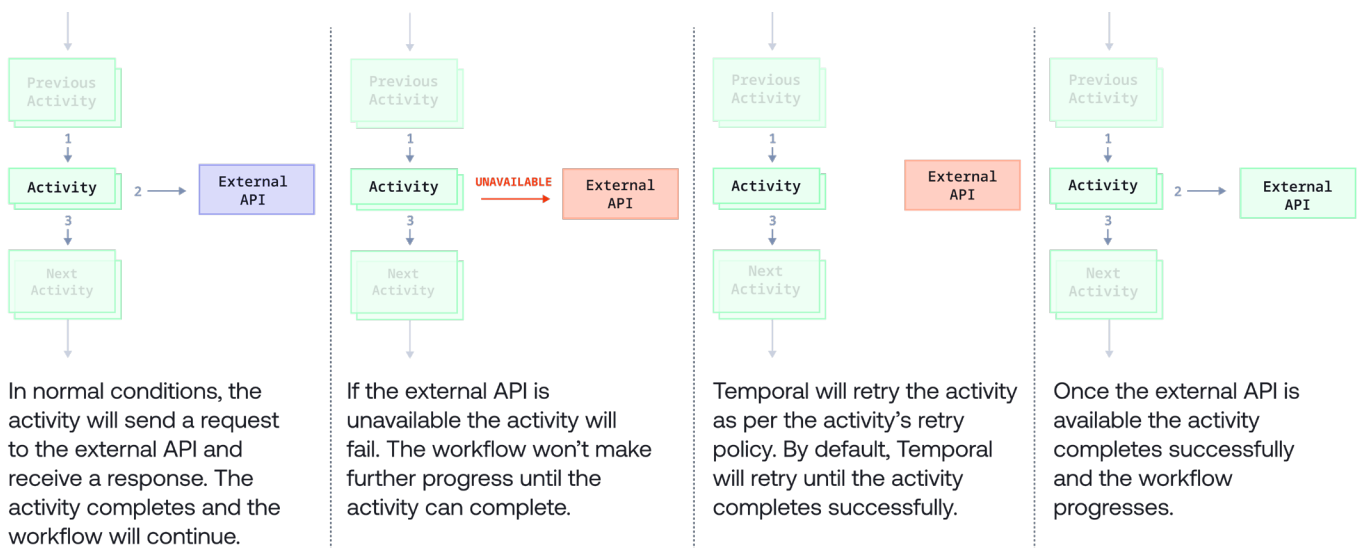 Previous
Activity
1
Activity
2
External
API
3
Next
Activity
In normal conditions, the
activity will send a request
to the external API and
receive a response. The
activity completes and the
workflow will continue.
Previous
Activity
1
Activity
UNAVAILABLE
External
API
3
Next
Activity
If the external API is
unavailable the activity will
fail. The workflow won’t make
further progress until the
activity can complete.
Previous
Activity
1
Activity
External
API
3
Next
Activity
Temporal will retry the activity
as per the activity’s retry
policy. By default, Temporal
will retry until the activity
completes successfully.
Previous
Activity
1
Activity
2
External
API
3
Next
Activity
Once the external API is
available the activity
completes successfully
and the workflow
progresses.